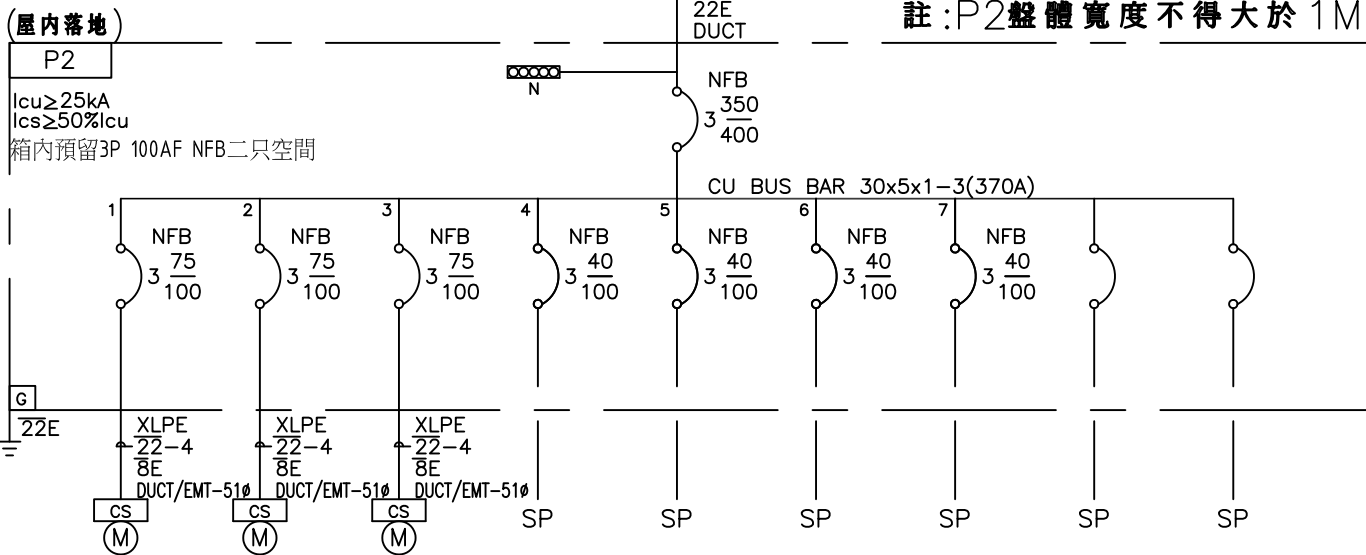 (屋内落地)
22E
DUCT
註:P2盤體寬度不得大於1M
P2
N
NFB
3 350
400
Icu≥25kA
Ics≥50%Icu
箱內預留3P 100AF NFB二只空間
CU BUS BAR 30x5x1-3(370A)
1 2 3 4 5 6 7
NFB NFB NFB NFB NFB NFB NFB
3 75 3 75 3 75 3 40 3 40 3 40 3 40
100 100 100 100 100 100 100
G
22E
XLPE XLPE XLPE
22-4 22-4 22-4
8E 8E 8E
DUCT/EMT-51ø DUCT/EMT-51ø DUCT/EMT-51ø
CS CS CS
M M M SP SP SP SP SP SP